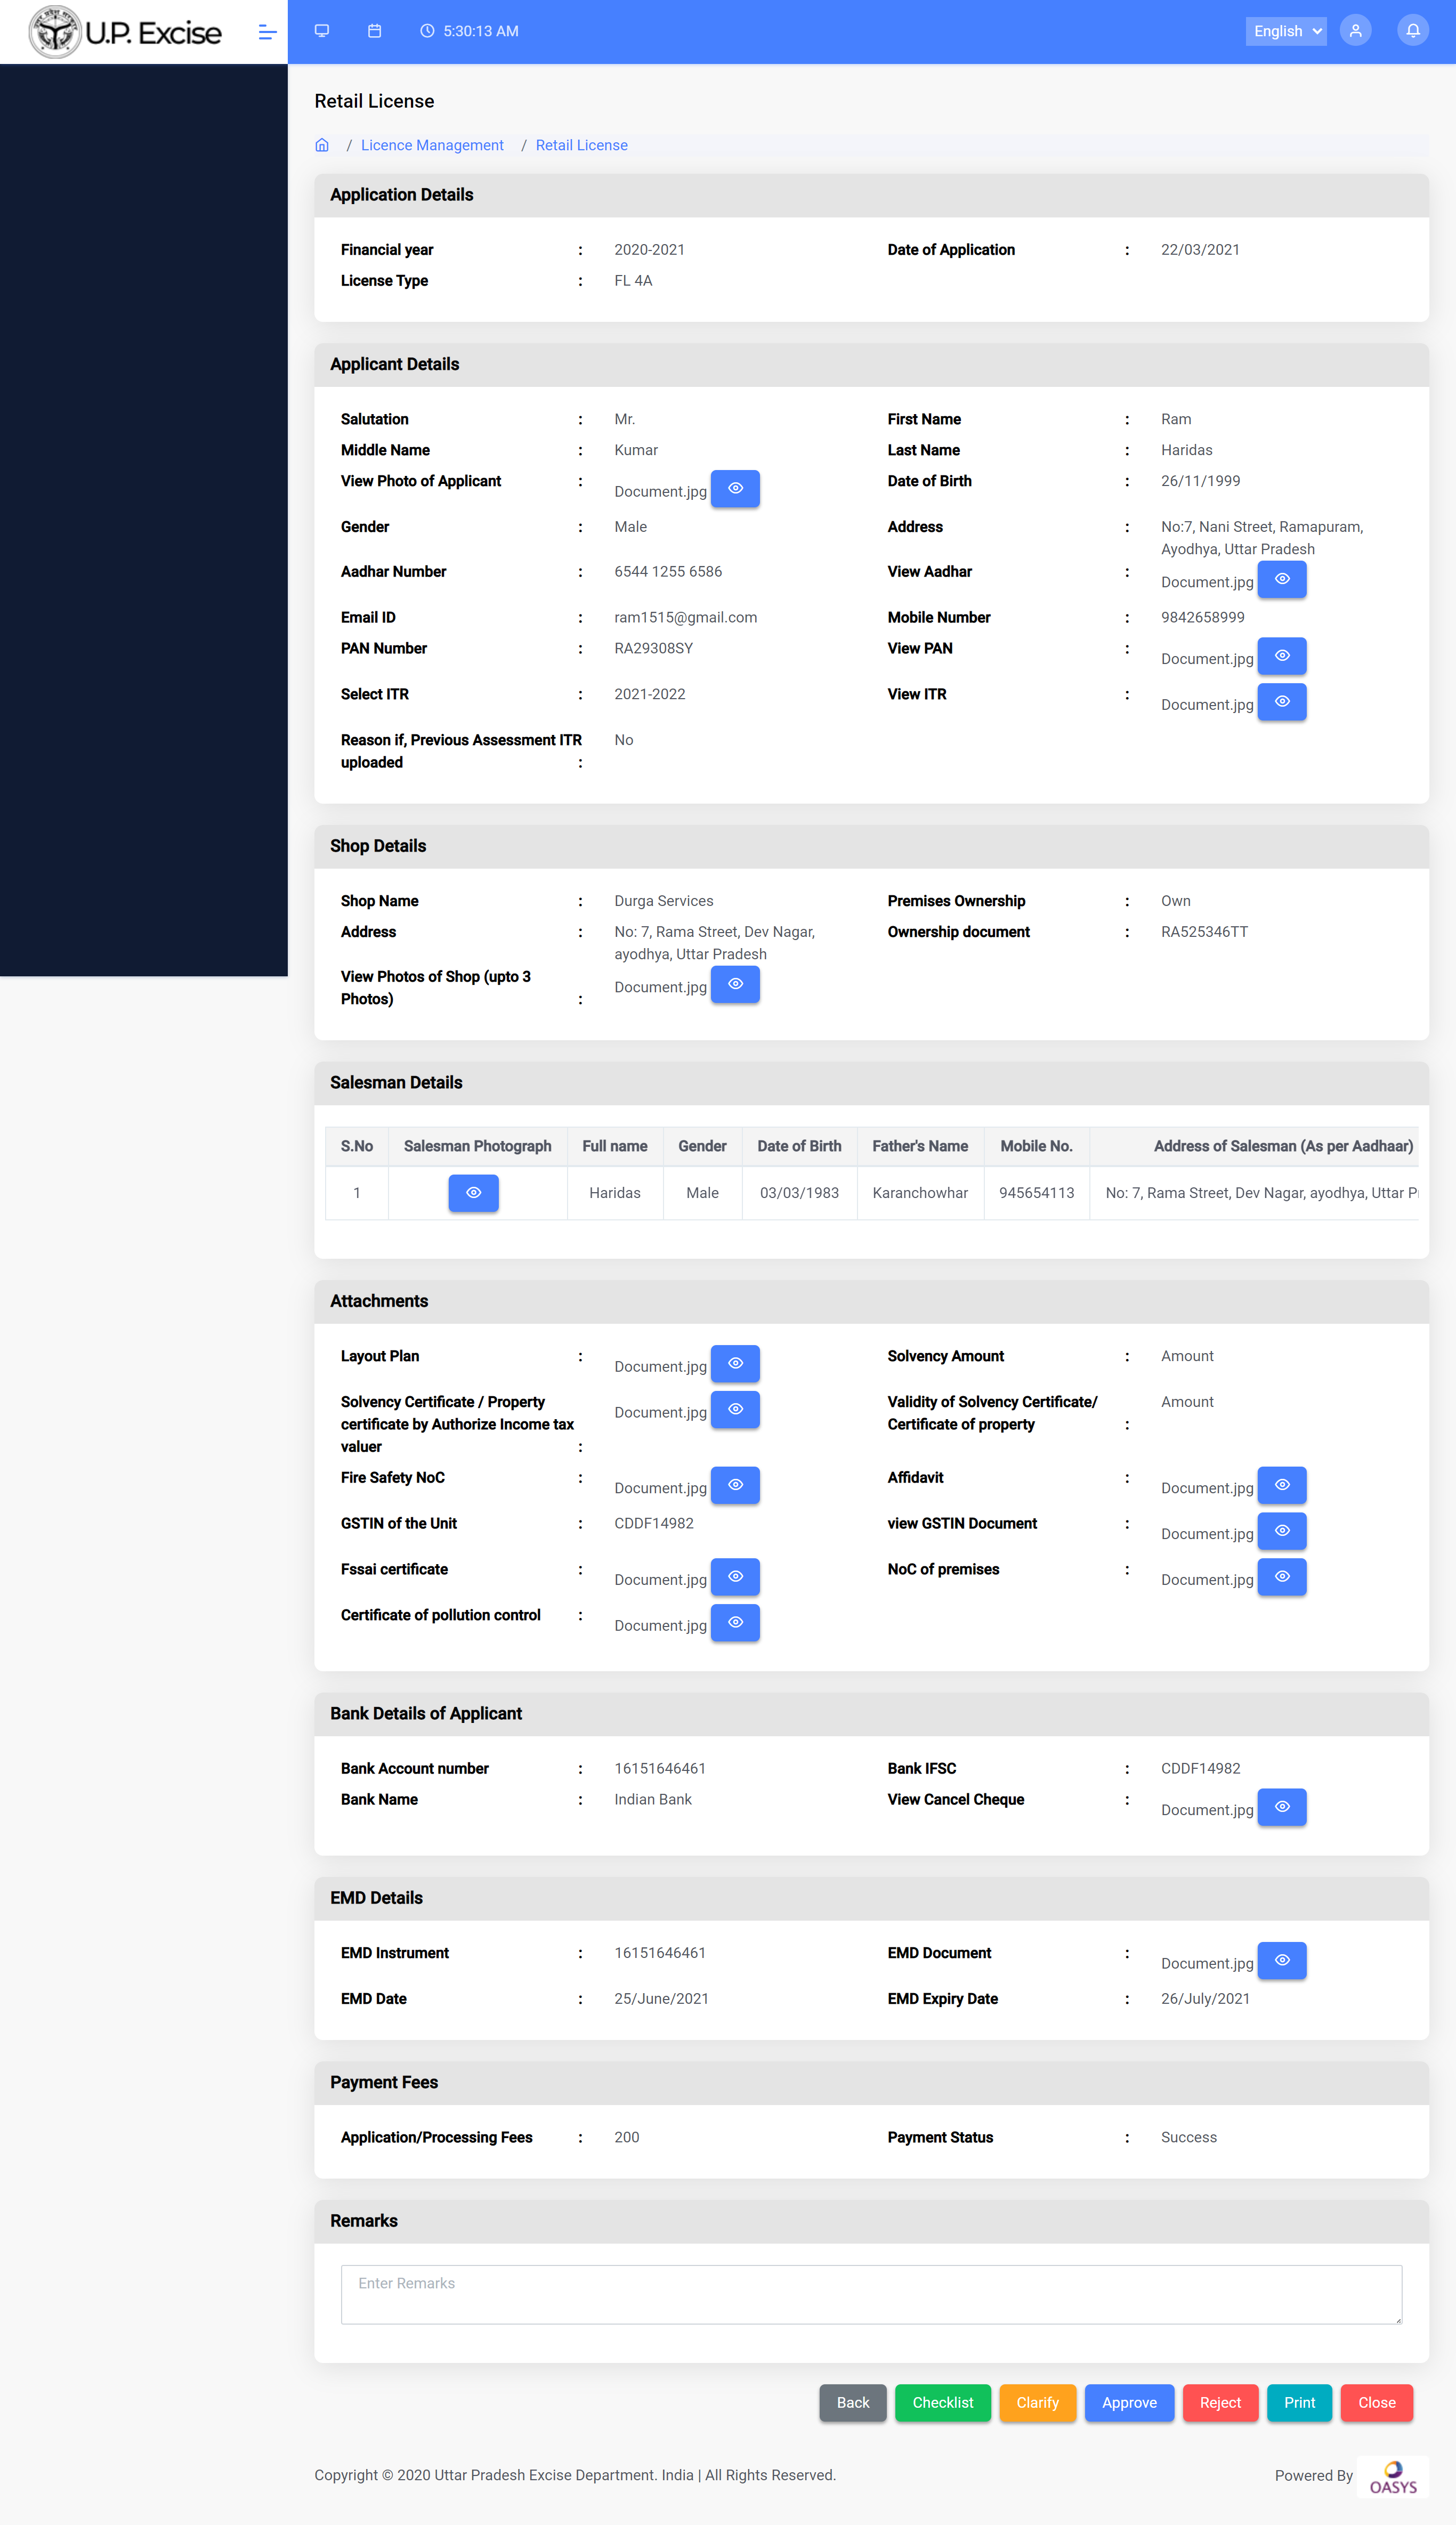 U.P. Excise
5:30:13 AM
English
Retail License
/ Licence Management / Retail License
Application Details
Financial year : 2020-2021 Date of Application : 22/03/2021
License Type : FL 4A
Applicant Details
Salutation : Mr. First Name : Ram
Middle Name : Kumar Last Name : Haridas
View Photo of Applicant : Document.jpg Date of Birth : 26/11/1999
Gender : Male Address : No:7, Nani Street, Ramapuram,
Ayodhya, Uttar Pradesh
Aadhar Number : 6544 1255 6586 View Aadhar : Document.jpg
Email ID : ram1515@gmail.com Mobile Number : 9842658999
PAN Number : RA29308SY View PAN : Document.jpg
Select ITR : 2021-2022 View ITR : Document.jpg
Reason if, Previous Assessment ITR No
uploaded :
Shop Details
Shop Name : Durga Services Premises Ownership : Own
Address : No: 7, Rama Street, Dev Nagar, Ownership document : RA525346TT
ayodhya, Uttar Pradesh
View Photos of Shop (upto 3 Document.jpg
Photos) :
Salesman Details
S.No Salesman Photograph Full name Gender Date of Birth Father's Name Mobile No. Address of Salesman (As per Aadhaar)
1 Haridas Male 03/03/1983 Karanchowhar 945654113 No: 7, Rama Street, Dev Nagar, ayodhya, Uttar
Attachments
Layout Plan : Document.jpg Solvency Amount : Amount
Solvency Certificate / Property Document.jpg Validity of Solvency Certificate/ Amount
certificate by Authorize Income tax Certificate of property :
valuer :
Fire Safety NoC : Document.jpg Affidavit : Document.jpg
GSTIN of the Unit : CDDF14982 view GSTIN Document : Document.jpg
Fssai certificate : Document.jpg NoC of premises : Document.jpg
Certificate of pollution control : Document.jpg
Bank Details of Applicant
Bank Account number : 16151646461 Bank IFSC : CDDF14982
Bank Name : Indian Bank View Cancel Cheque : Document.jpg
EMD Details
EMD Instrument : 16151646461 EMD Document : Document.jpg
EMD Date : 25/June/2021 EMD Expiry Date : 26/July/2021
Payment Fees
Application/Processing Fees : 200 Payment Status : Success
Remarks
Enter Remarks
Back Checklist Clarify Approve Reject Print Close
Copyright © 2020 Uttar Pradesh Excise Department. India | All Rights Reserved. Powered By OASYS